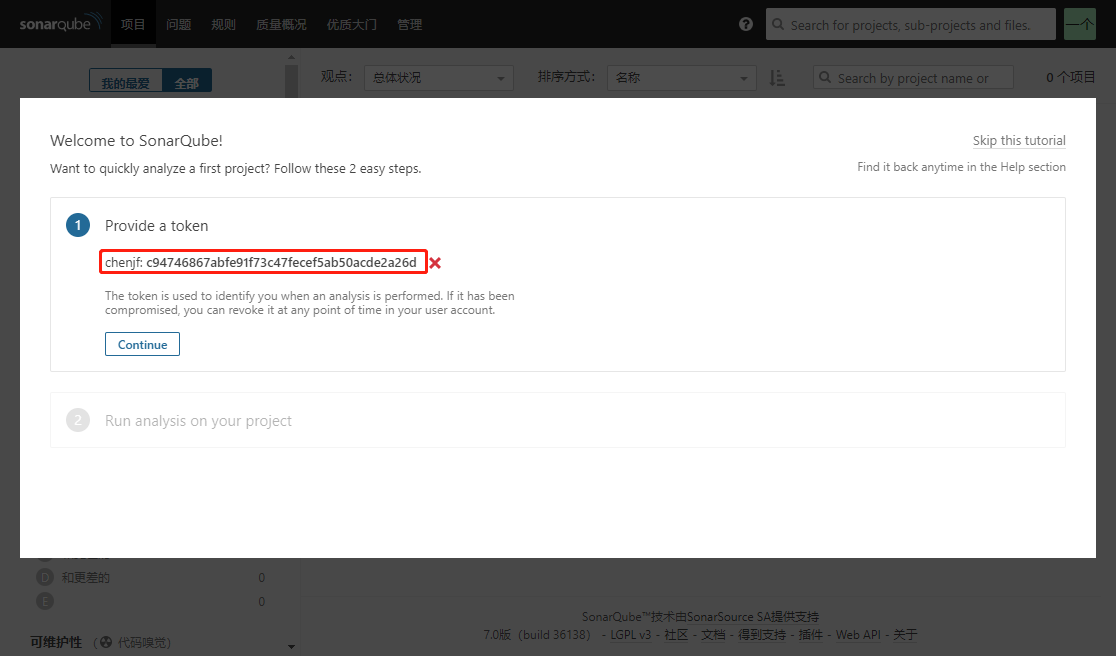 sonarqube 项目 问题 规则 质量概况 优质大门 管理 ? Search for projects, sub-projects and files. 一个
我的最爱 全部 观点： 总体状况 排序方式： 名称 Search by project name or 0 个项目
Welcome to SonarQube! Skip this tutorial
Want to quickly analyze a first project? Follow these 2 easy steps. Find it back anytime in the Help section
1 Provide a token
chenjf: c94746867abfe91f73c47fecef5ab50acde2a26d
The token is used to identify you when an analysis is performed. If it has been
compromised, you can revoke it at any point of time in your user account.
Continue
2 Run analysis on your project
D 和更差的 0
E 0
SonarQube™技术由SonarSource SA提供支持
7.0版（build 36138） - LGPL v3 - 社区 - 文档 - 得到支持 - 插件 - Web API - 关于
可维护性 （ 代码嗅觉）